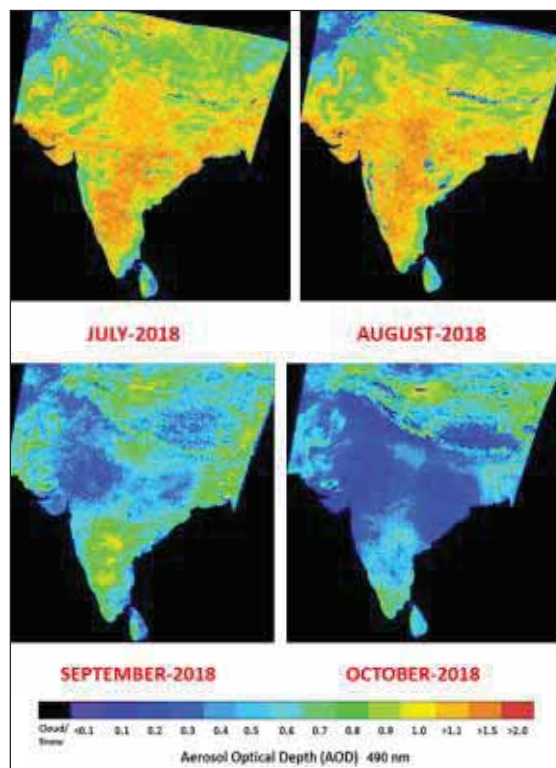 JULY-2018 AUGUST-2018
SEPTEMBER-2018 OCTOBER-2018
Cloud/ <0.1 0.1 0.2 0.3 0.4 0.5 0.6 0.7 0.8 0.9 1.0 >1.1 >1.5 >2.0
Snow
Aerosol Optical Depth (AOD) 490 nm